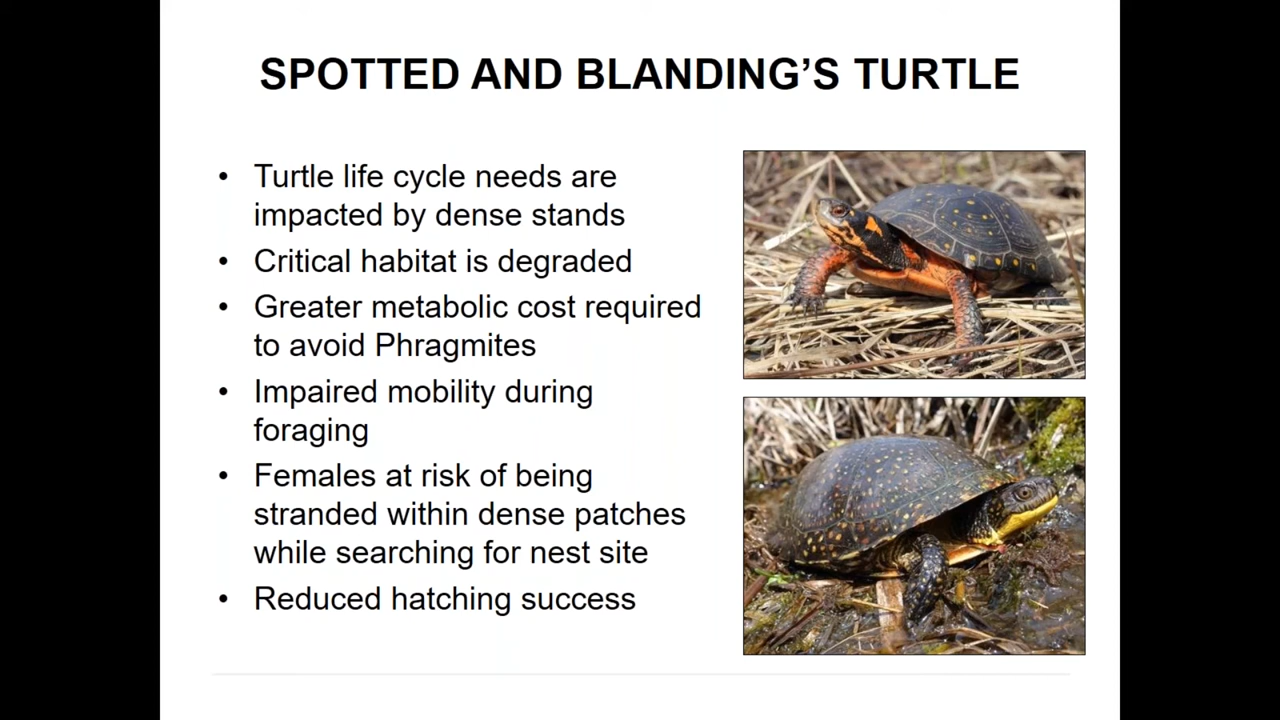 SPOTTED AND BLANDING'S TURTLE
• Turtle life cycle needs are
impacted by dense stands
• Critical habitat is degraded
• Greater metabolic cost required
to avoid Phragmites
• Impaired mobility during
foraging
• Females at risk of being
stranded within dense patches
while searching for nest site
• Reduced hatching success